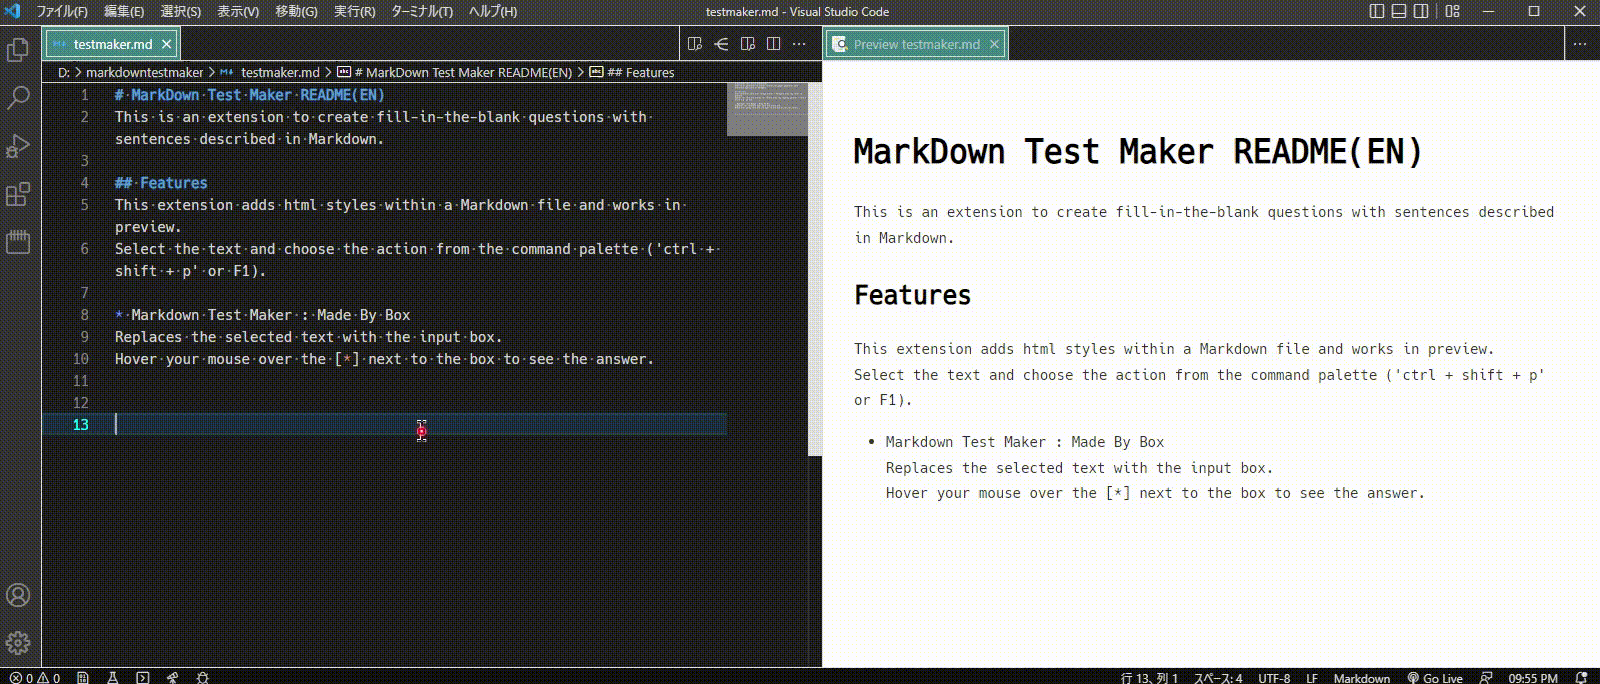 ファイル(F) 編集(E) 選択(S) 表示(V) 移動(G) 実行(R) ターミナル(T) ヘルプ(H) testmaker.md - Visual Studio Code
testmaker.md
Preview testmaker.md
D: > markdowntestmaker > testmaker.md > # MarkDown Test Maker README(EN) > ## Features
1 # MarkDown Test Maker README(EN)
2 This is an extension to create fill-in-the-blank questions with
sentences described in Markdown.
3
4 ## Features
5 This extension adds html styles within a Markdown file and works in
preview.
6 Select the text and choose the action from the command palette ('ctrl +
shift + p' or F1).
7
8 * Markdown Test Maker : Made By Box
9 Replaces the selected text with the input box.
10 Hover your mouse over the [*] next to the box to see the answer.
11
12
13
MarkDown Test Maker README(EN)
This is an extension to create fill-in-the-blank questions with sentences described
in Markdown.
Features
This extension adds html styles within a Markdown file and works in preview.
Select the text and choose the action from the command palette ('ctrl + shift + p'
or F1).
• Markdown Test Maker : Made By Box
Replaces the selected text with the input box.
Hover your mouse over the [*] next to the box to see the answer.
0 0 行 13、列 1 スペース: 4 UTF-8 LF Markdown Go Live 09:55 PM